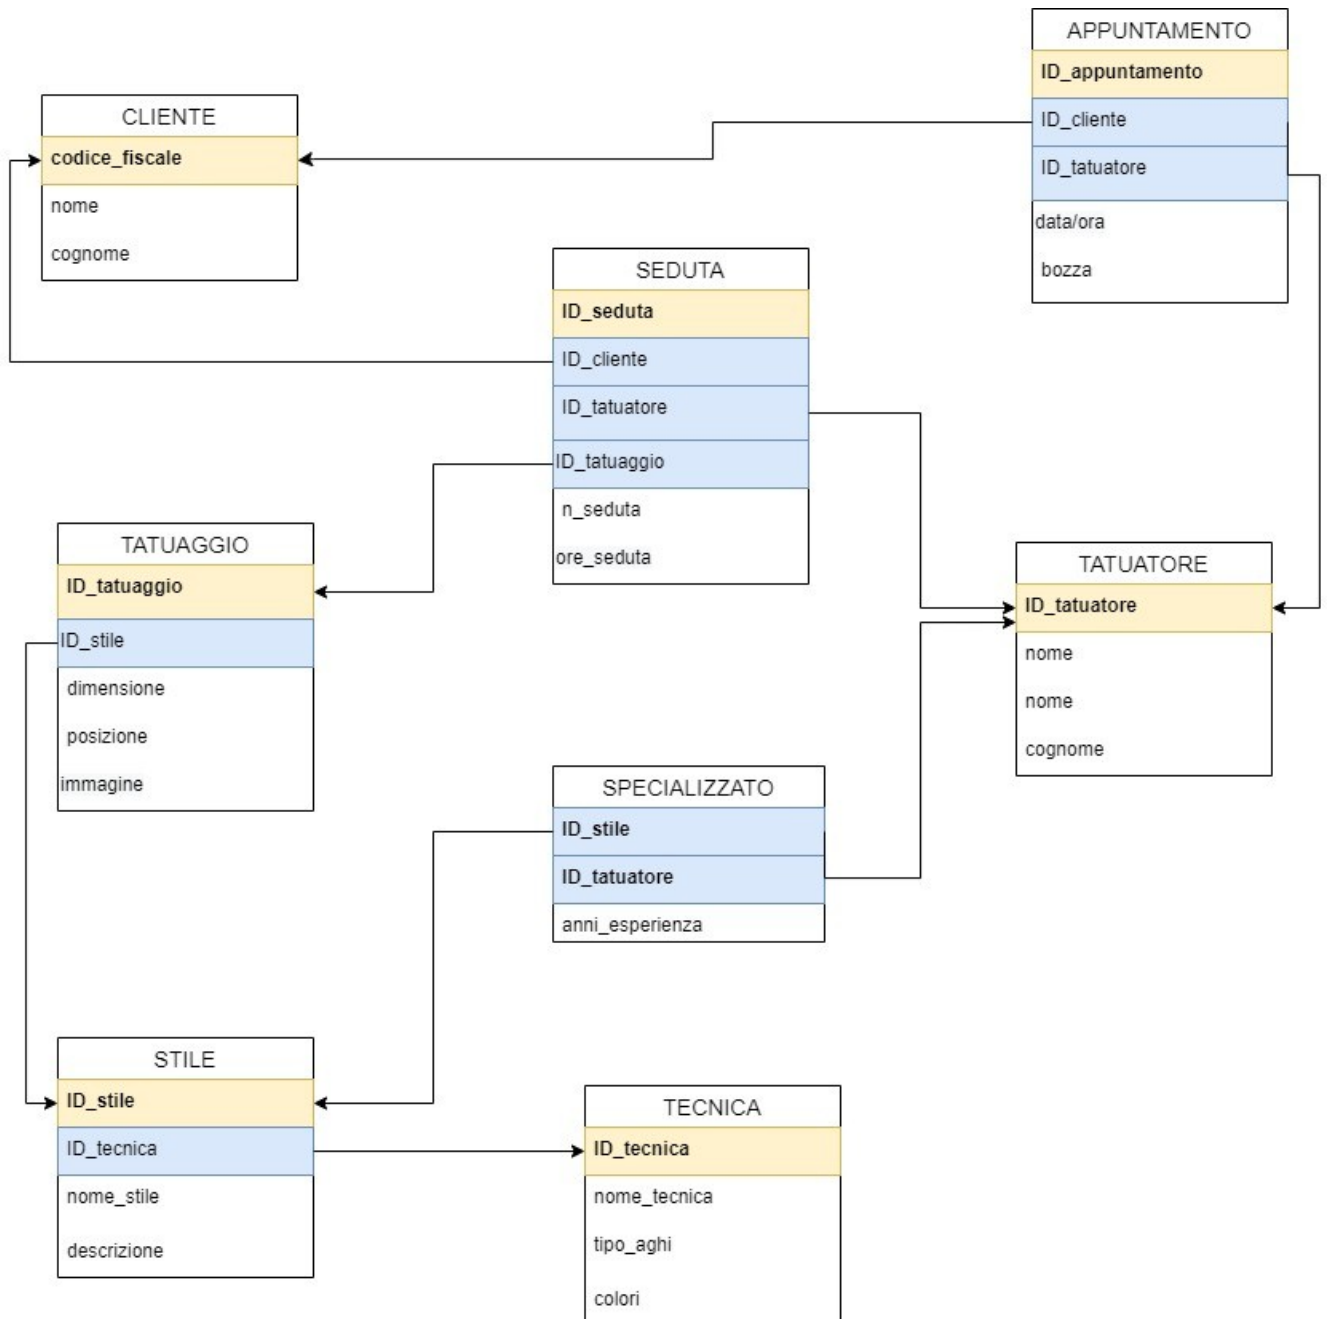 APPUNTAMENTO
ID_appuntamento
ID_cliente
ID_tatuatore
data/ora
bozza
CLIENTE
codice_fiscale
nome
cognome
SEDUTA
ID_seduta
ID_cliente
ID_tatuatore
ID_tatuaggio
n_seduta
ore_seduta
TATUAGGIO
ID_tatuaggio
ID_stile
dimensione
posizione
immagine
TATUATORE
ID_tatuatore
nome
nome
cognome
SPECIALIZZATO
ID_stile
ID_tatuatore
anni_esperienza
STILE
ID_stile
ID_tecnica
nome_stile
descrizione
TECNICA
ID_tecnica
nome_tecnica
tipo_aghi
colori